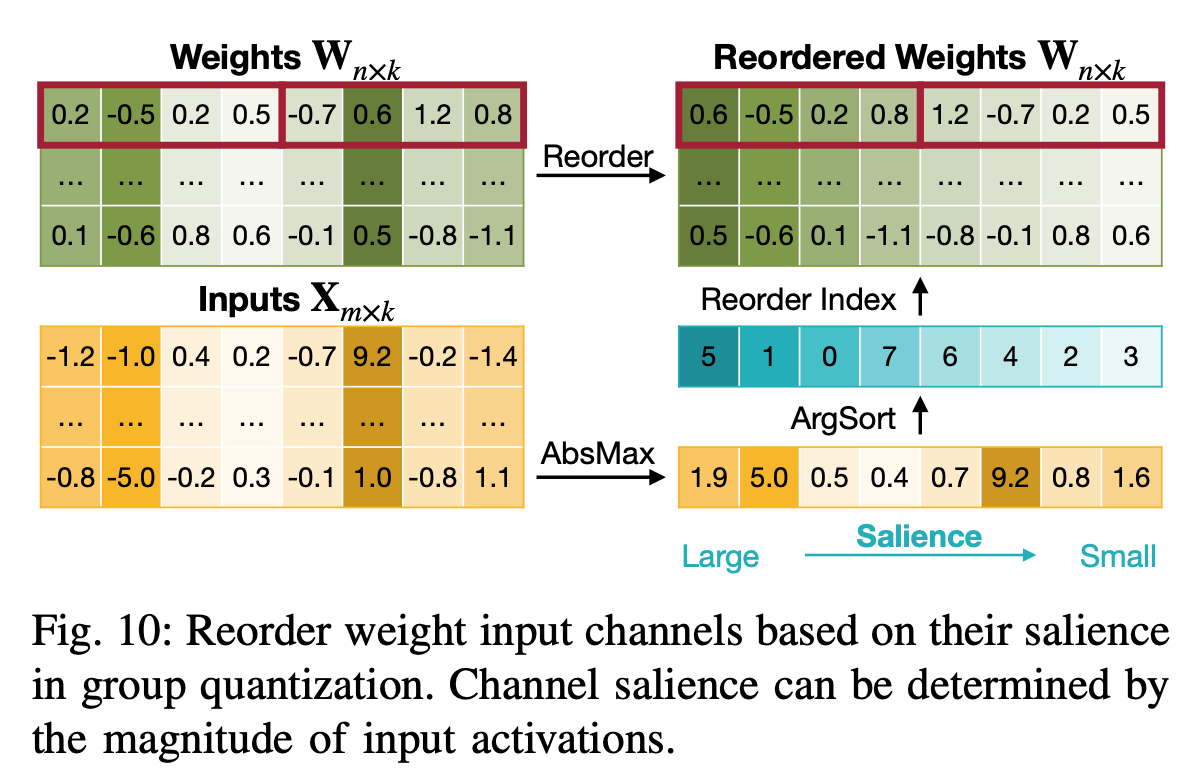 Weights W n×k
0.2 -0.5 0.2 0.5 -0.7 0.6 1.2 0.8
... ... ... ... ... ... ... ...
0.1 -0.6 0.8 0.6 -0.1 0.5 -0.8 -1.1
Reorder
Reordered Weights W n×k
0.6 -0.5 0.2 0.8 1.2 -0.7 0.2 0.5
... ... ... ... ... ... ... ...
0.5 -0.6 0.1 -1.1 -0.8 -0.1 0.8 0.6
Inputs X m×k
-1.2 -1.0 0.4 0.2 -0.7 9.2 -0.2 -1.4
... ... ... ... ... ... ... ...
-0.8 -5.0 -0.2 0.3 -0.1 1.0 -0.8 1.1
AbsMax
Reorder Index
5 1 0 7 6 4 2 3
ArgSort
1.9 5.0 0.5 0.4 0.7 9.2 0.8 1.6
Large Salience Small
Fig. 10: Reorder weight input channels based on their salience
in group quantization. Channel salience can be determined by
the magnitude of input activations.